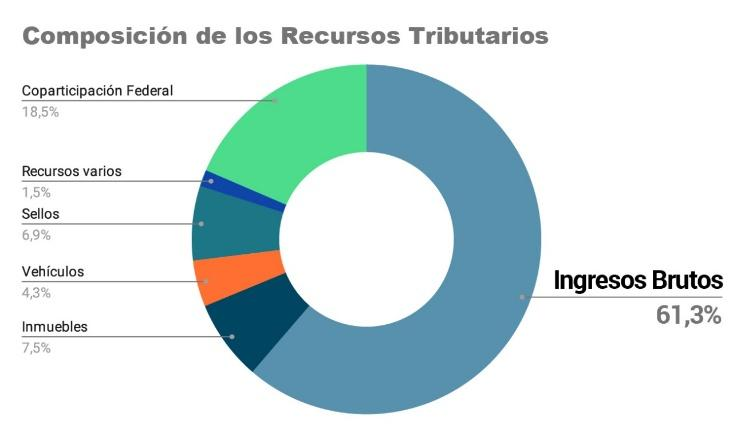 Composición de los Recursos Tributarios
Coparticipación Federal
18,5%
Recursos varios
1,5%
Sellos
6,9%
Vehículos
4,3%
Inmuebles
7,5%
Ingresos Brutos
61,3%